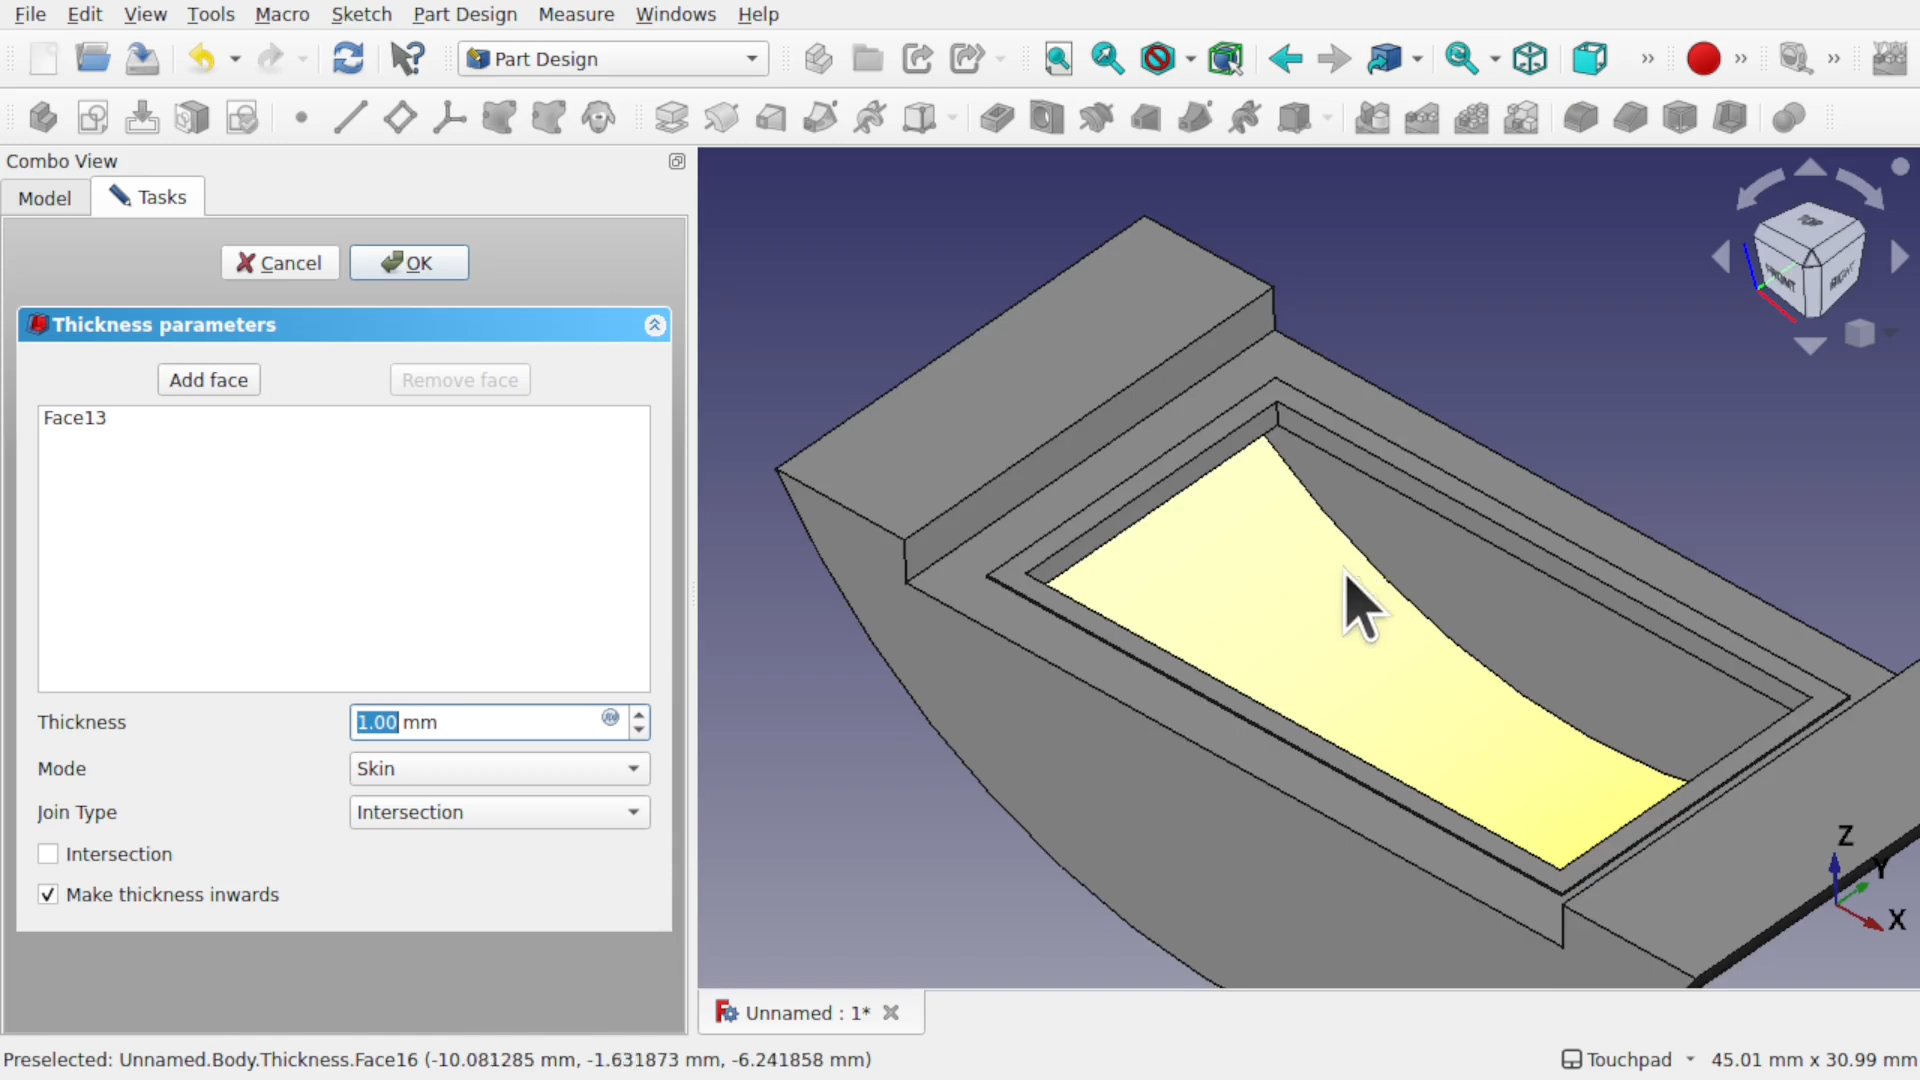 File Edit View Tools Macro Sketch Part Design Measure Windows Help
Part Design
Combo View
Model Tasks
Cancel OK
Thickness parameters
Add face Remove face
Face13
Thickness 1.00 mm
Mode Skin
Join Type Intersection
Intersection
Make thickness inwards
TOP
FRONT RIGHT
Z
Y
X
Unnamed : 1*
Preselected: Unnamed.Body.Thickness.Face16 (-10.081285 mm, -1.631873 mm, -6.241858 mm) Touchpad 45.01 mm x 30.99 mm